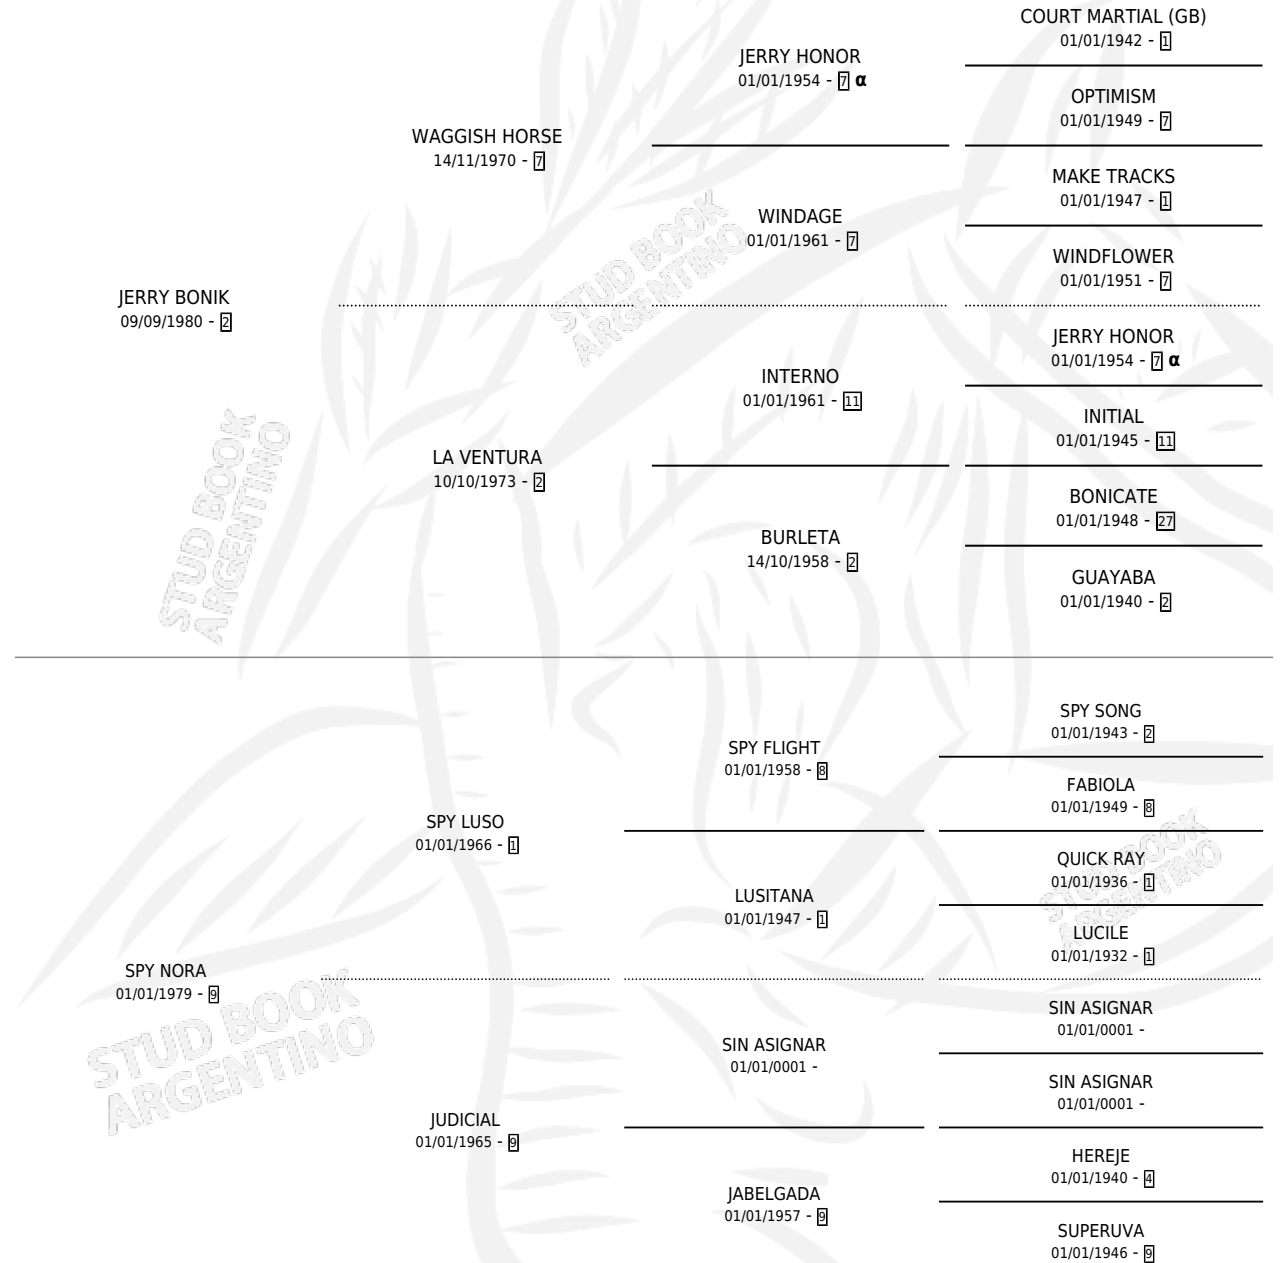 COURT MARTIAL (GB)
01/01/1942 - 1
JERRY HONOR
01/01/1954 - 7 α
OPTIMISM
01/01/1949 - 7
WAGGISH HORSE
14/11/1970 - 7
MAKE TRACKS
01/01/1947 - 1
WINDAGE
01/01/1961 - 7
WINDFLOWER
01/01/1951 - 7
JERRY BONIK
09/09/1980 - 2
JERRY HONOR
01/01/1954 - 7 α
INTERNO
01/01/1961 - 11
INITIAL
01/01/1945 - 11
LA VENTURA
10/10/1973 - 2
BONICATE
01/01/1948 - 27
BURLETA
14/10/1958 - 2
GUAYABA
01/01/1940 - 2
SPY SONG
01/01/1943 - 2
SPY FLIGHT
01/01/1958 - 8
FABIOLA
01/01/1949 - 8
SPY LUSO
01/01/1966 - 1
QUICK RAY
01/01/1936 - 1
LUSITANA
01/01/1947 - 1
LUCILE
01/01/1932 - 1
SPY NORA
01/01/1979 - 9
SIN ASIGNAR
01/01/0001 -
SIN ASIGNAR
01/01/0001 -
SIN ASIGNAR
01/01/0001 -
JUDICIAL
01/01/1965 - 9
HEREJE
01/01/1940 - 4
JABELGADA
01/01/1957 - 9
SUPERUVA
01/01/1946 - 9
STUD BOOK
ARGENTINO
STUD BOOK
ARGENTINO
STUD BOOK
ARGENTINO
STUD BOOK
ARGENTINO